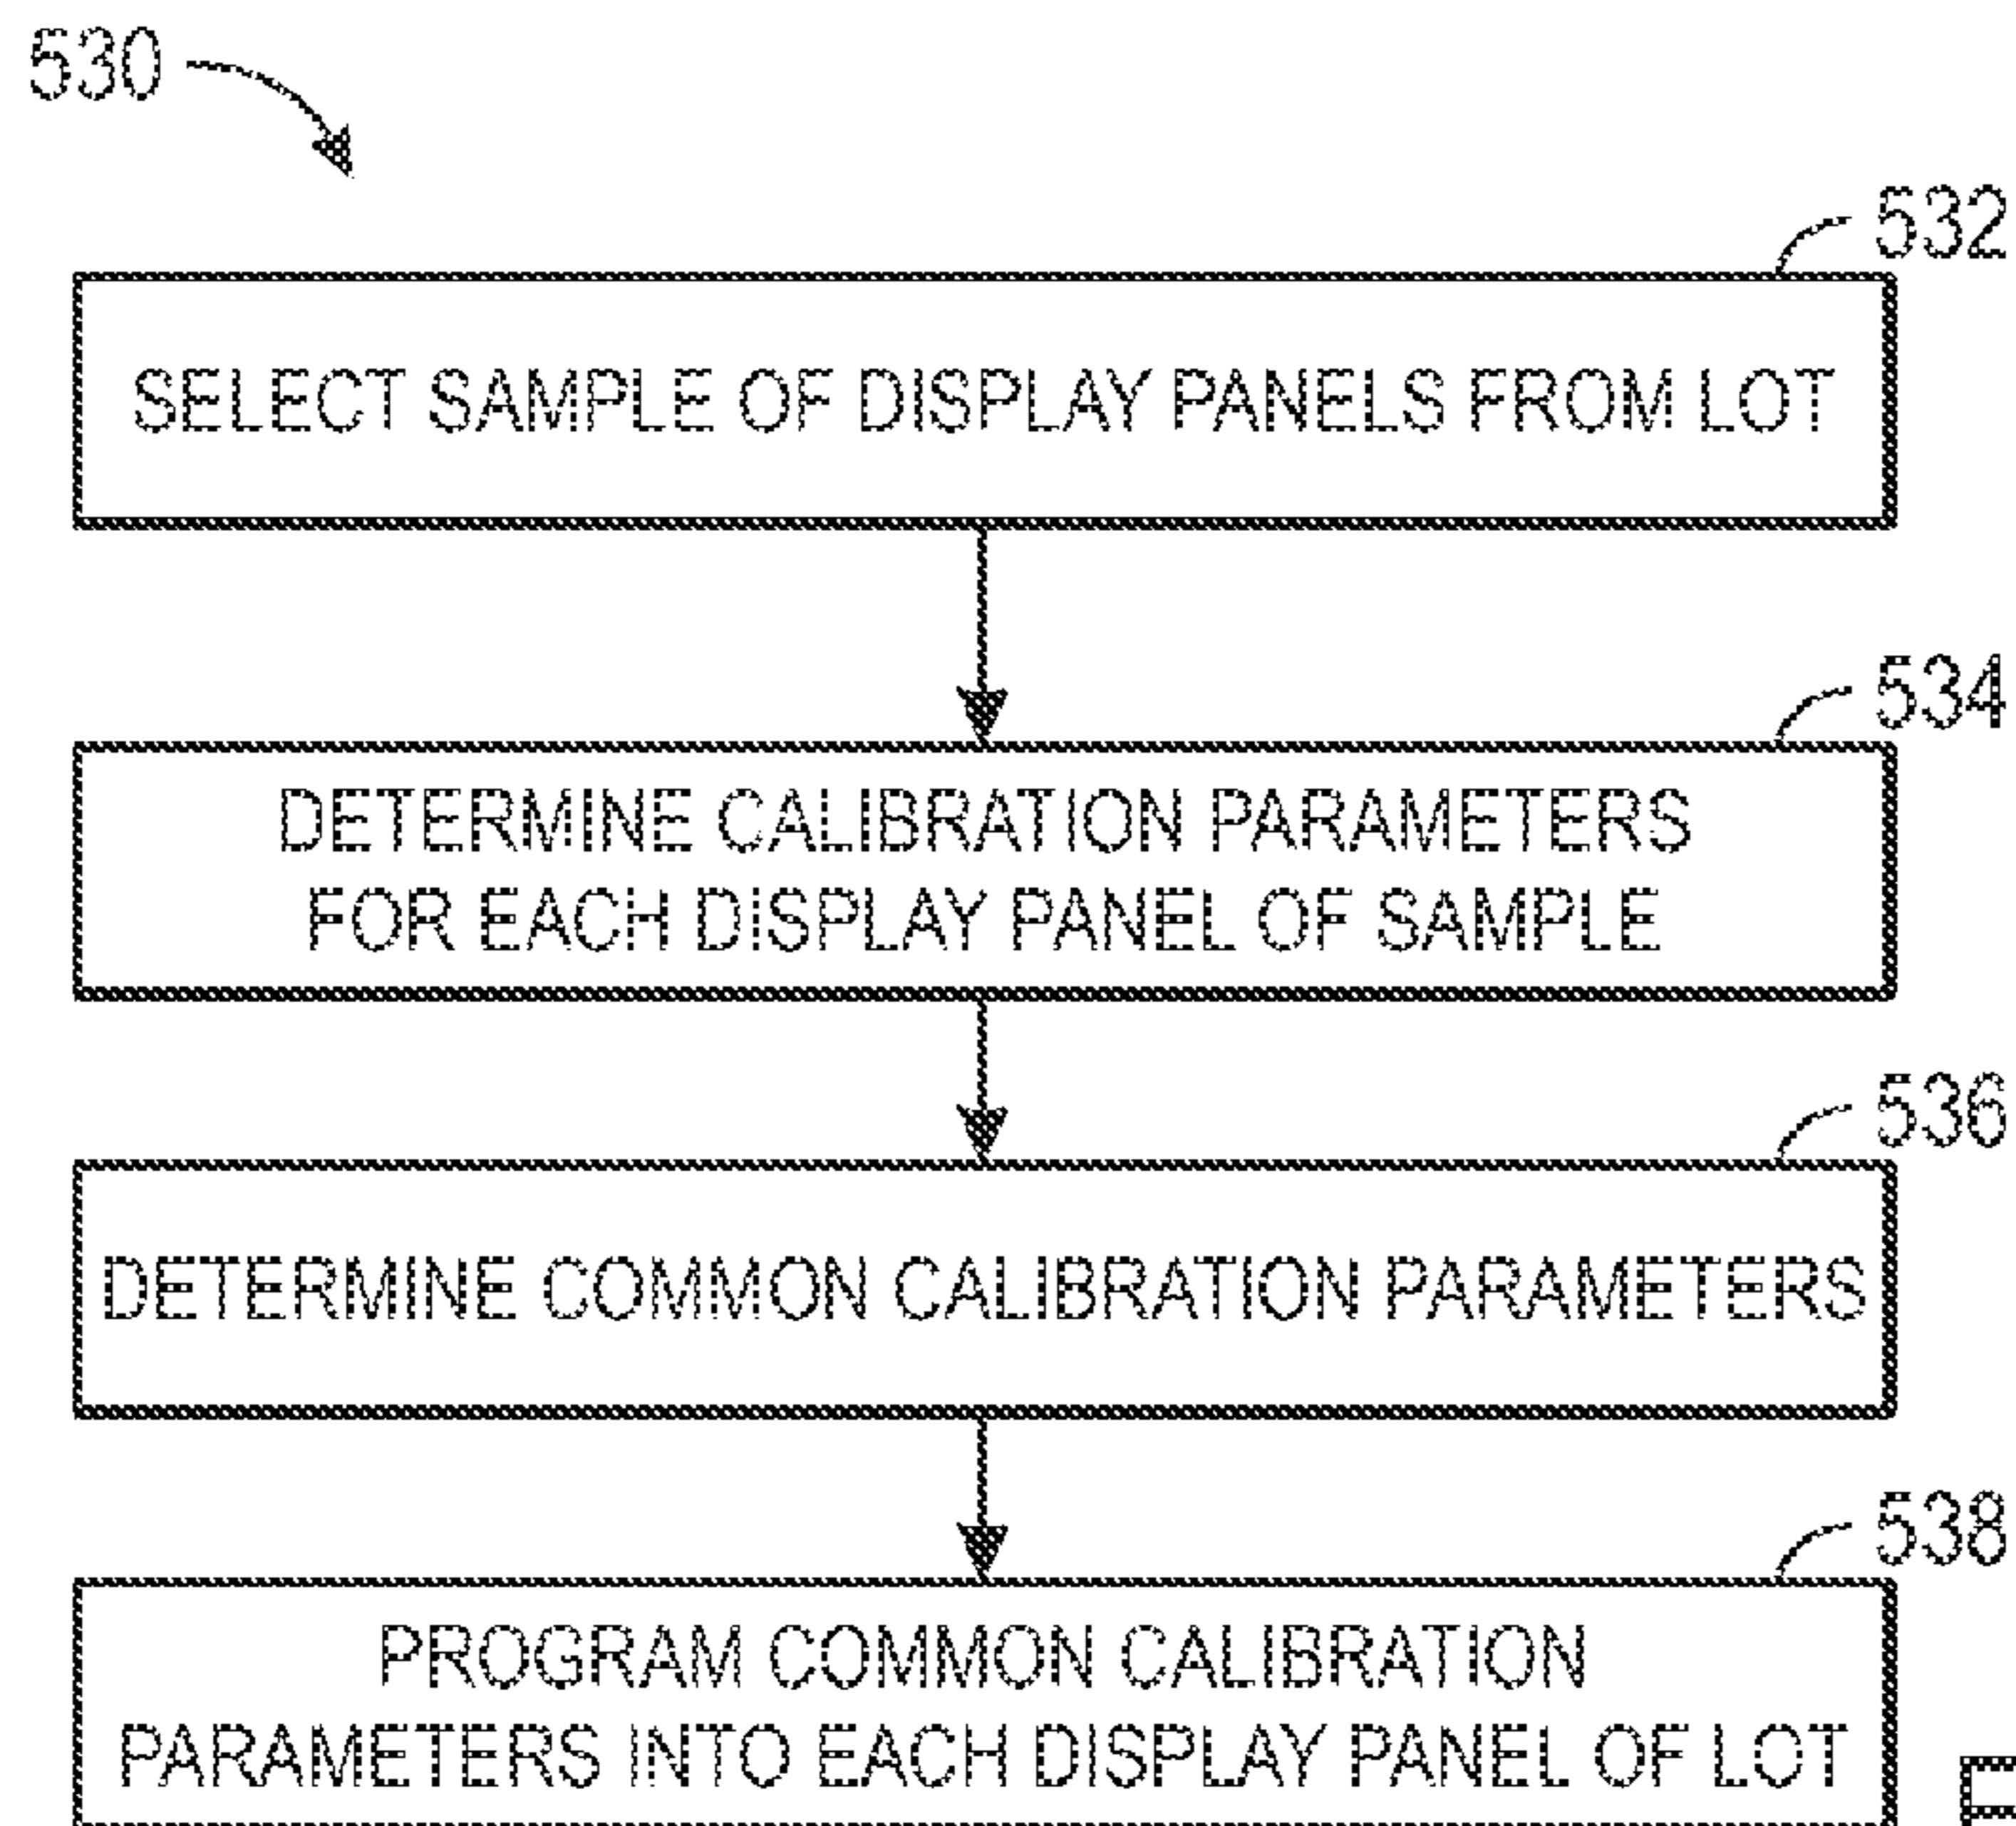 530
532
SELECT SAMPLE OF DISPLAY PANELS FROM LOT
534
DETERMINE CALIBRATION PARAMETERS
FOR EACH DISPLAY PANEL OF SAMPLE
536
DETERMINE COMMON CALIBRATION PARAMETERS
538
PROGRAM COMMON CALIBRATION
PARAMETERS INTO EACH DISPLAY PANEL OF LOT